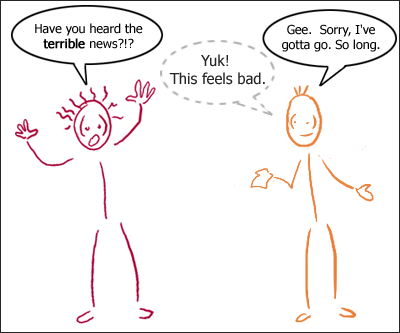 Have you heard the
terrible news?!?
Yuk!
This feels bad.
Gee.  Sorry, I've
gotta go. So long.